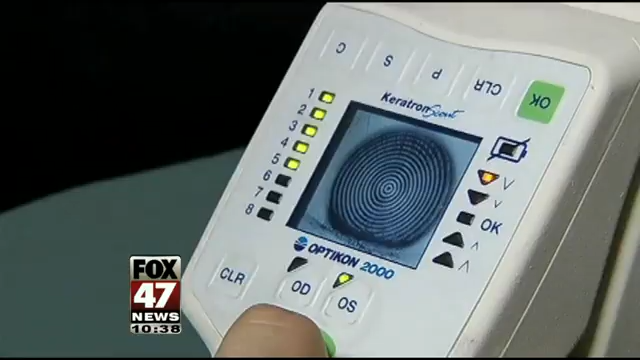 C S P CLR OK
Keratron Scout
1
2
3
4
5
6
7
8
OK
OPTIKON 2000
CLR OD OS
FOX
47
NEWS
10:38